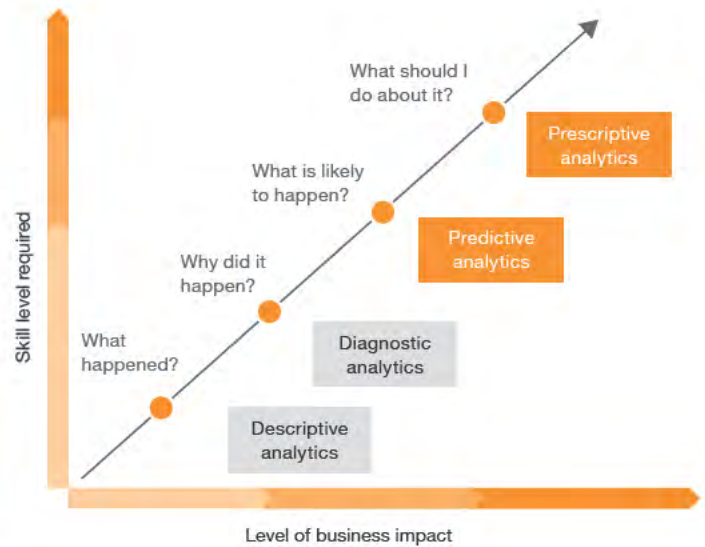 What should I
do about it?
Prescriptive
analytics
What is likely
to happen?
Predictive
analytics
Why did it
happen?
Diagnostic
analytics
What
happened?
Descriptive
analytics
Skill level required
Level of business impact